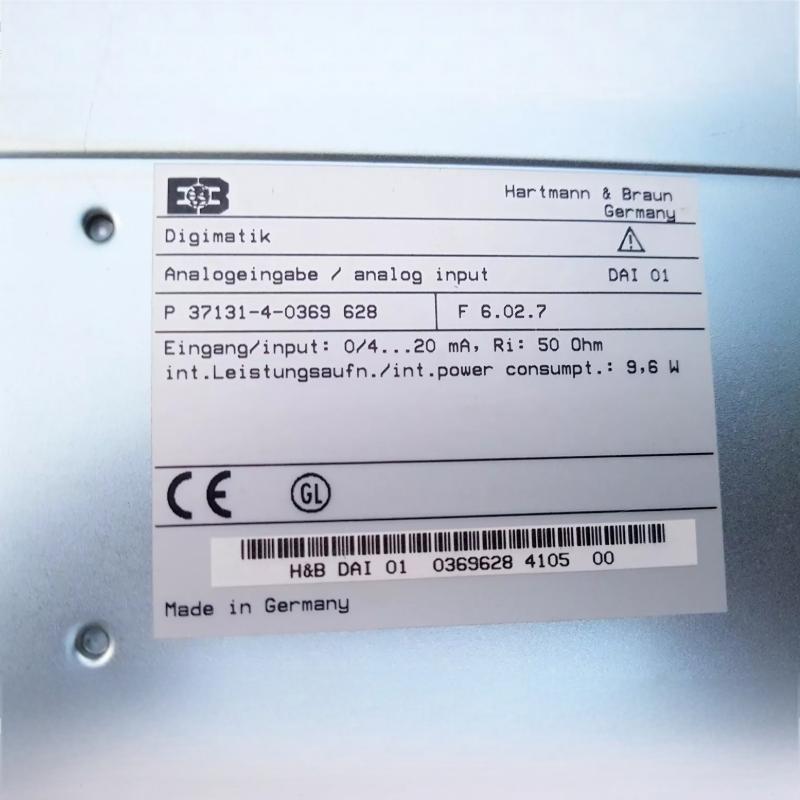 Hartmann & Braun
Germany
Digimatik
Analogeingabe / analog input DAI 01
P 37131-4-0369 628 F 6.02.7
Eingang/input: 0/4...20 mA, Ri: 50 Ohm
int.Leistungsaufn./int.power consumpt.: 9,6 W
CE GL
H&B DAI 01 0369628 4105 00
Made in Germany